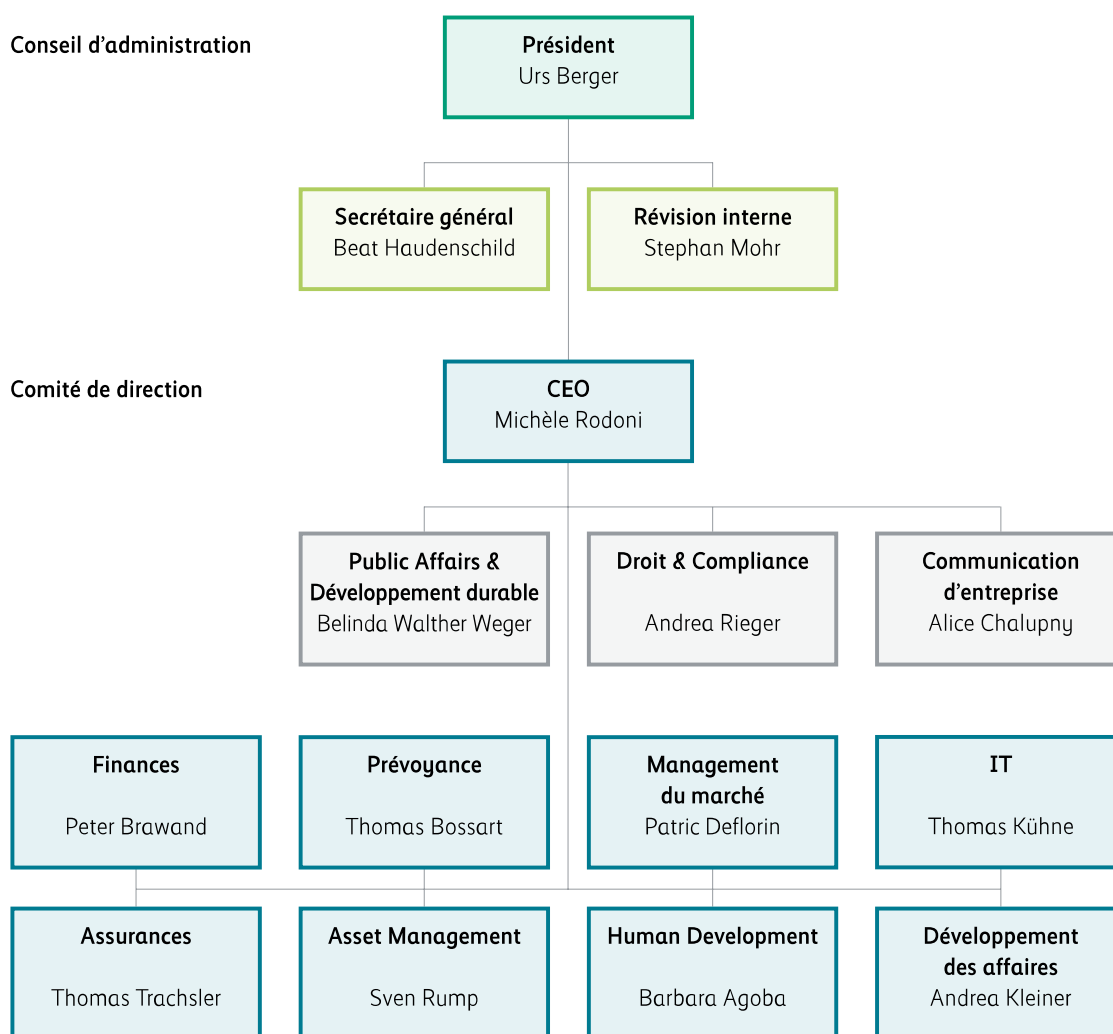 Conseil d’administration
Président
Urs Berger
Secrétaire général
Beat Haudenschild
Révision interne
Stephan Mohr
Comité de direction
CEO
Michèle Rodoni
Public Affairs &
Développement durable
Belinda Walther Weger
Droit & Compliance
Andrea Rieger
Communication
d’entreprise
Alice Chalupny
Finances
Peter Brawand
Prévoyance
Thomas Bossart
Management
du marché
Patric Deflorin
IT
Thomas Kühne
Assurances
Thomas Trachsler
Asset Management
Sven Rump
Human Development
Barbara Agoba
Développement
des affaires
Andrea Kleiner